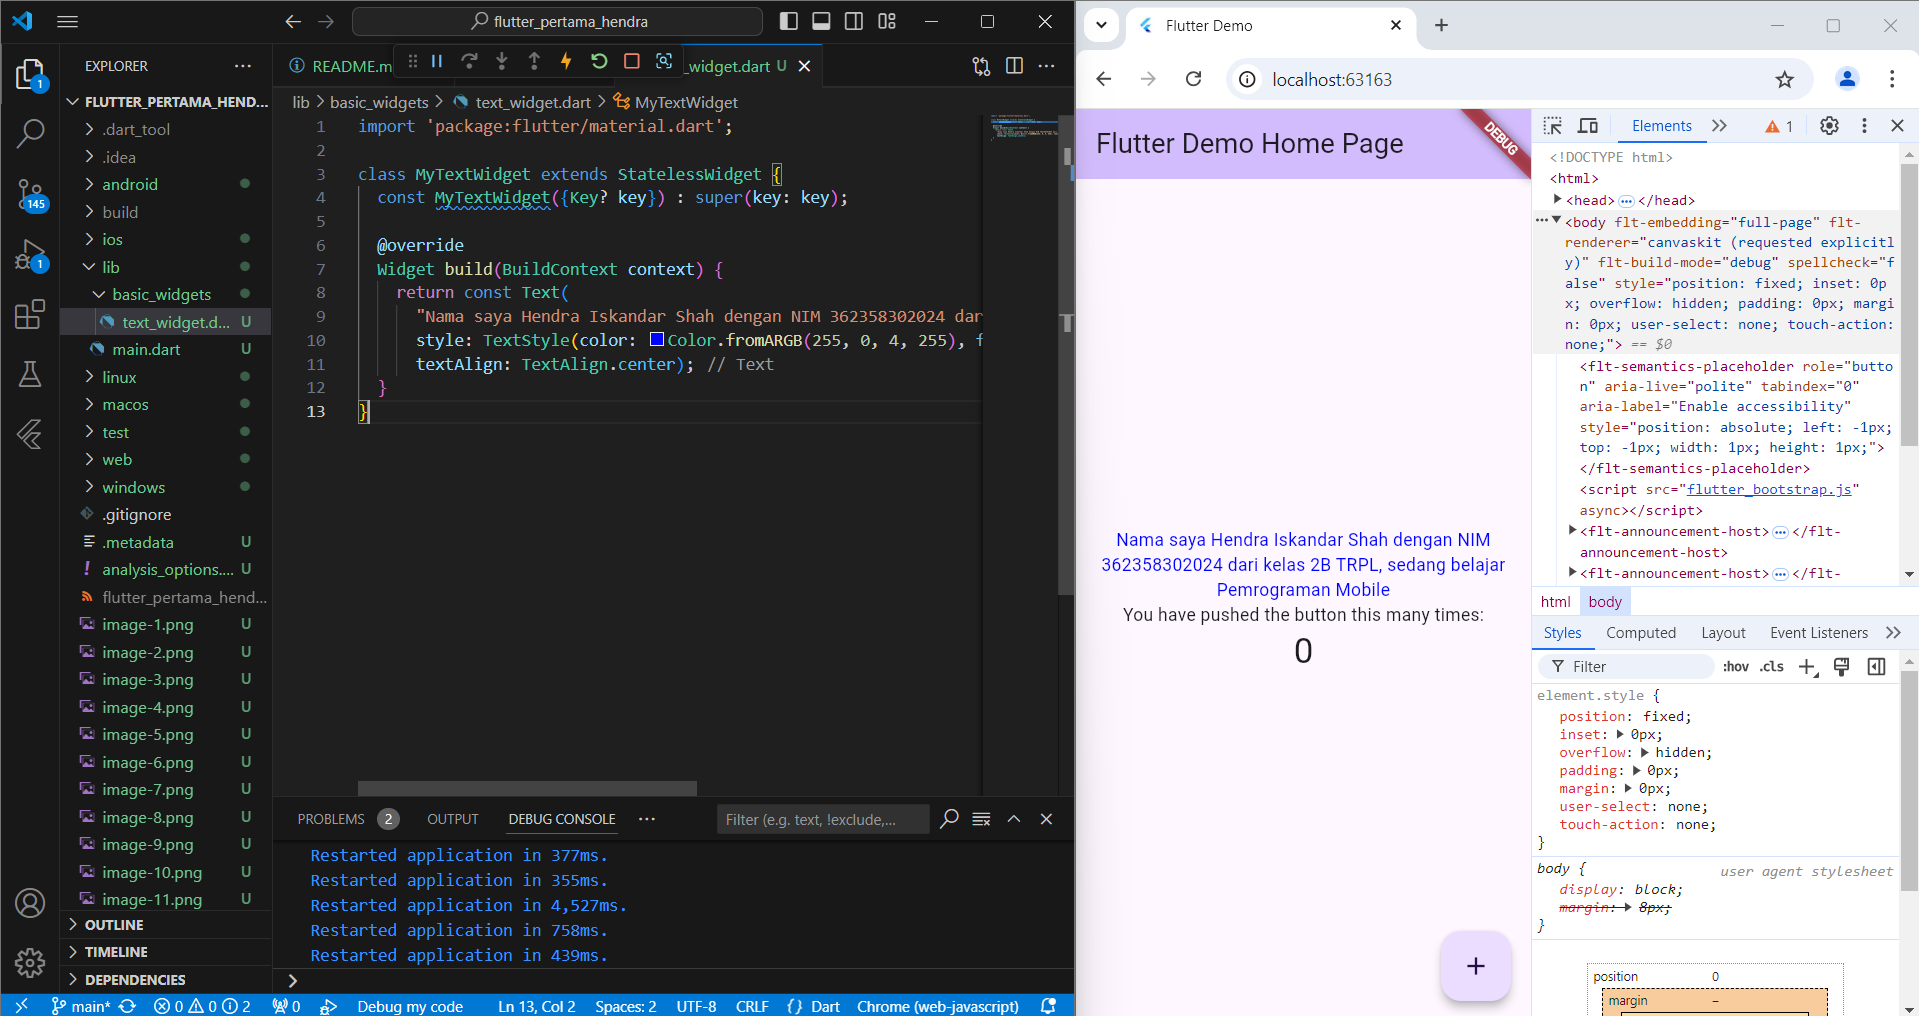 flutter_pertama_hendra
EXPLORER
FLUTTER_PERTAMA_HEND...
.dart_tool
.idea
android
build
ios
lib
basic_widgets
text_widget.d... U
main.dart U
linux
macos
test
web
windows
.gitignore
.metadata U
analysis_options.... U
flutter_pertama_hend...
image-1.png U
image-2.png U
image-3.png U
image-4.png U
image-5.png U
image-6.png U
image-7.png U
image-8.png U
image-9.png U
image-10.png U
image-11.png U
OUTLINE
TIMELINE
DEPENDENCIES
1
145
1
README.m
_widget.dart U
lib > basic_widgets > text_widget.dart > MyTextWidget
1 import 'package:flutter/material.dart';
2
3 class MyTextWidget extends StatelessWidget {
4 const MyTextWidget({Key? key}) : super(key: key);
5
6 @override
7 Widget build(BuildContext context) {
8 return const Text(
9 "Nama saya Hendra Iskandar Shah dengan NIM 362358302024 dar
10 style: TextStyle(color: Color.fromARGB(255, 0, 4, 255), f
11 textAlign: TextAlign.center); // Text
12 }
13 }
PROBLEMS 2 OUTPUT DEBUG CONSOLE ... Filter (e.g. text, !exclude,...
Restarted application in 377ms.
Restarted application in 355ms.
Restarted application in 4,527ms.
Restarted application in 758ms.
Restarted application in 439ms.
>
main* 0 0 2 0 Debug my code Ln 13, Col 2 Spaces: 2 UTF-8 CRLF {} Dart Chrome (web-javascript)
Flutter Demo
localhost:63163
Flutter Demo Home Page
DEBUG
Nama saya Hendra Iskandar Shah dengan NIM
362358302024 dari kelas 2B TRPL, sedang belajar
Pemrograman Mobile
You have pushed the button this many times:
0
+
Elements 1
<!DOCTYPE html>
<html>
<head> ... </head>
... <body flt-embedding="full-page" flt-
renderer="canvaskit (requested explicitl
y)" flt-build-mode="debug" spellcheck="f
alse" style="position: fixed; inset: 0p
x; overflow: hidden; padding: 0px; margi
n: 0px; user-select: none; touch-action:
none;"> == $0
<flt-semantics-placeholder role="butto
n" aria-live="polite" tabindex="0"
aria-label="Enable accessibility"
style="position: absolute; left: -1px;
top: -1px; width: 1px; height: 1px;">
</flt-semantics-placeholder>
<script src="flutter_bootstrap.js"
async></script>
<flt-announcement-host> ... </flt-
announcement-host>
<flt-announcement-host> ... </flt-
html body
Styles Computed Layout Event Listeners
Filter :hov .cls
element.style {
position: fixed;
inset: 0px;
overflow: hidden;
padding: 0px;
margin: 0px;
user-select: none;
touch-action: none;
}
body { user agent stylesheet
display: block;
margin: 8px;
}
position 0
margin –